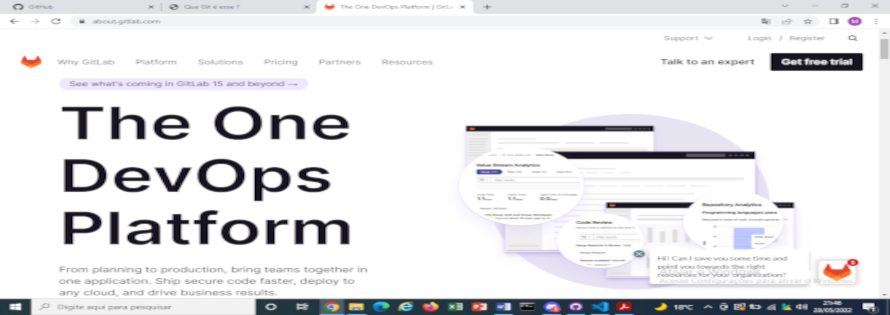 GitHub
Que Git é esse ?
The One DevOps Platform | GitL
about.gitlab.com
Support
Login / Register
Why GitLab
Platform
Solutions
Pricing
Partners
Resources
Talk to an expert
Get free trial
See what's coming in GitLab 15 and beyond →
The One
DevOps
Platform
From planning to production, bring teams together in
one application. Ship secure code faster, deploy to
any cloud, and drive business results.
Value Stream Analytics
Code Review
Repository Analytics
Programming languages used
Hi! Can I save you some time and
point you towards the right
resources for your organization?
Acesse Configurações para ativar o Windows
Digite aqui para pesquisar
18°C
21:46
28/05/2022